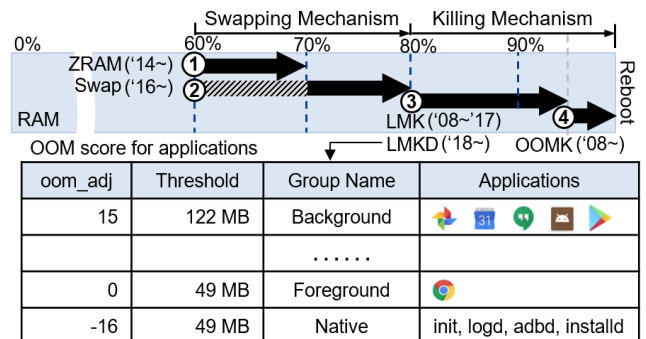 Swapping Mechanism Killing Mechanism
0% 60% 70% 80% 90%
ZRAM (‘14~) 1
Swap (‘16~) 2
3
RAM LMK (‘08~’17) 4 Reboot
OOM score for applications LMKD (‘18~) OOMK (‘08~)
oom_adj Threshold Group Name Applications
15 122 MB Background 31
......
0 49 MB Foreground
-16 49 MB Native init, logd, adbd, installd